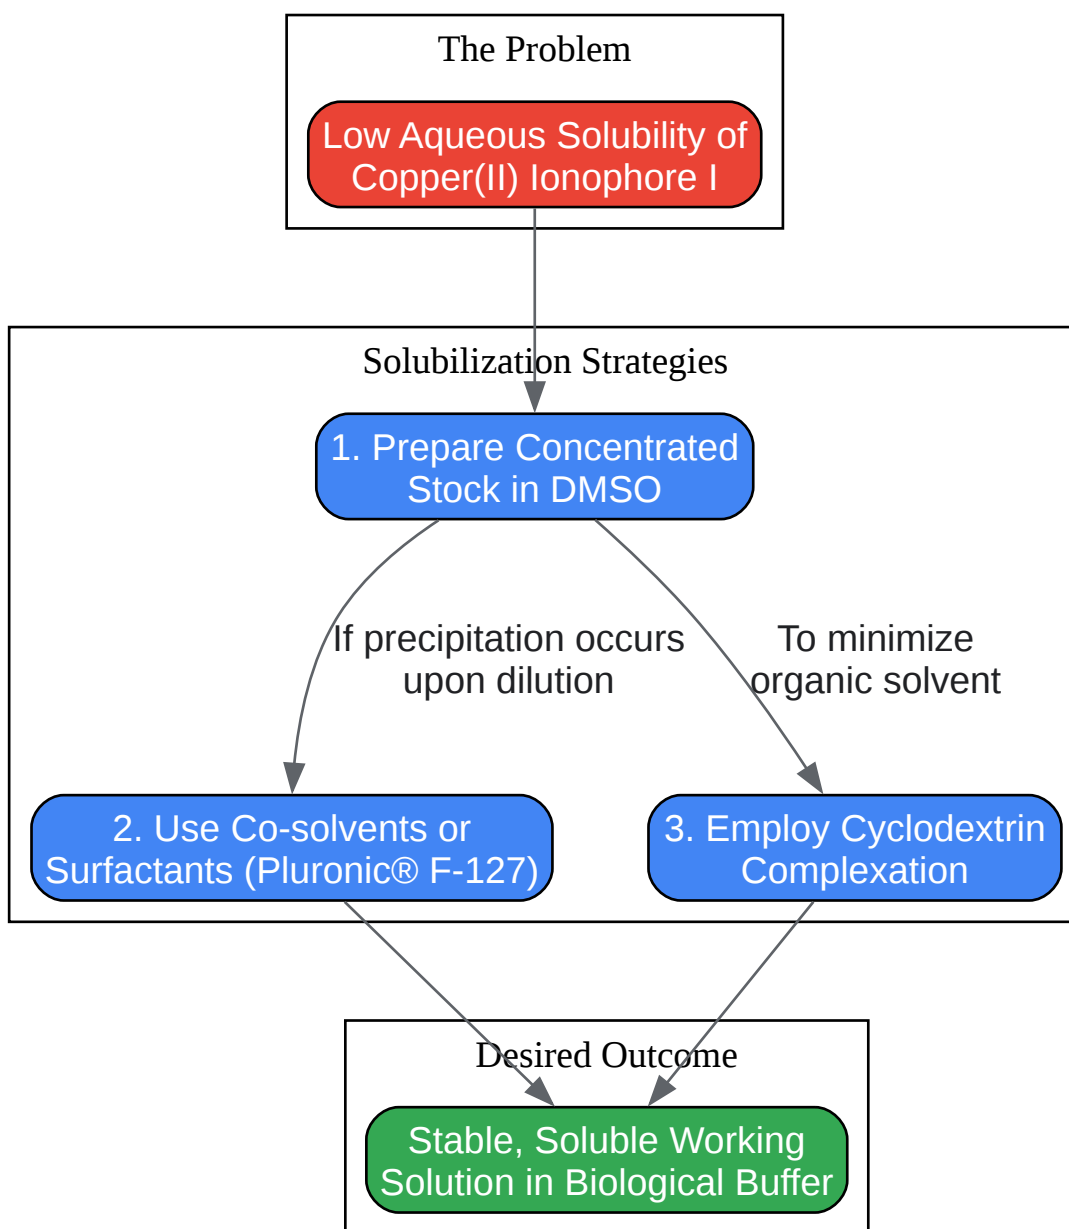 The Problem
Low Aqueous Solubility of
Copper(II) Ionophore I
Solubilization Strategies
1. Prepare Concentrated
Stock in DMSO
If precipitation occurs
upon dilution
To minimize
organic solvent
2. Use Co-solvents or
Surfactants (Pluronic® F-127)
3. Employ Cyclodextrin
Complexation
Desired Outcome
Stable, Soluble Working
Solution in Biological Buffer